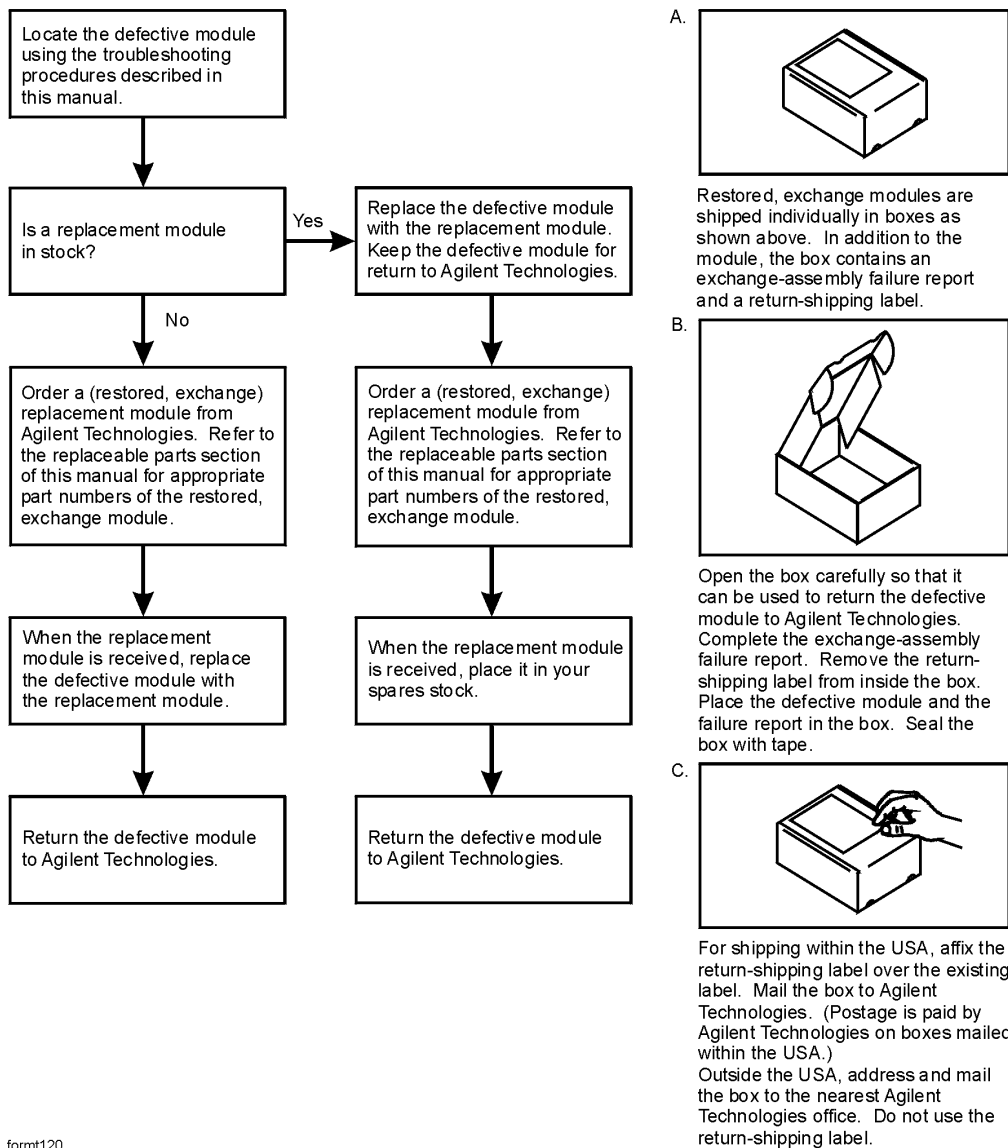 Locate the defective module
using the troubleshooting
procedures described in
this manual.
Is a replacement module
in stock?
Yes
Replace the defective module
with the replacement module.
Keep the defective module for
return to Agilent Technologies.
No
Order a (restored, exchange)
replacement module from
Agilent Technologies. Refer to
the replaceable parts section
of this manual for appropriate
part numbers of the restored,
exchange module.
Order a (restored, exchange)
replacement module from
Agilent Technologies. Refer to
the replaceable parts section
of this manual for appropriate
part numbers of the restored,
exchange module.
When the replacement
module is received, replace
the defective module with
the replacement module.
When the replacement module
is received, place it in your
spares stock.
Return the defective module
to Agilent Technologies.
Return the defective module
to Agilent Technologies.
A.
Restored, exchange modules are
shipped individually in boxes as
shown above. In addition to the
module, the box contains an
exchange-assembly failure report
and a return-shipping label.
B.
Open the box carefully so that it
can be used to return the defective
module to Agilent Technologies.
Complete the exchange-assembly
failure report. Remove the return-
shipping label from inside the box.
Place the defective module and the
failure report in the box. Seal the
box with tape.
C.
For shipping within the USA, affix the
return-shipping label over the existing
label. Mail the box to Agilent
Technologies. (Postage is paid by
Agilent Technologies on boxes mailed
within the USA.)
Outside the USA, address and mail
the box to the nearest Agilent
Technologies office. Do not use the
return-shipping label.
formt120